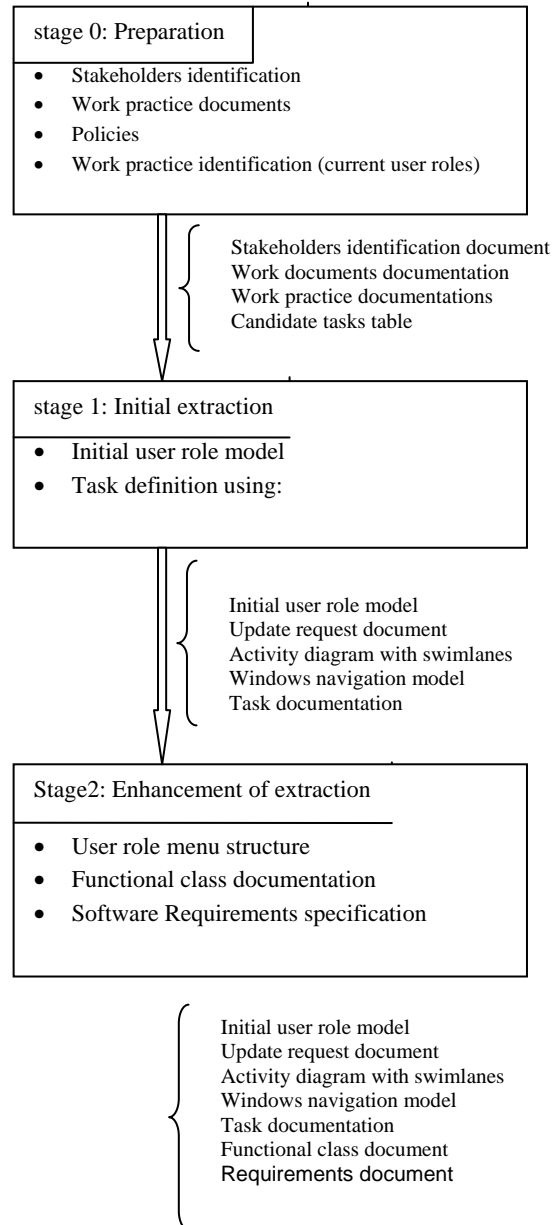 stage 0: Preparation
• Stakeholders identification
• Work practice documents
• Policies
• Work practice identification (current user roles)
Stakeholders identification document
Work documents documentation
Work practice documentations
Candidate tasks table
stage 1: Initial extraction
• Initial user role model
• Task definition using:
Initial user role model
Update request document
Activity diagram with swimlanes
Windows navigation model
Task documentation
Stage2: Enhancement of extraction
• User role menu structure
• Functional class documentation
• Software Requirements specification
Initial user role model
Update request document
Activity diagram with swimlanes
Windows navigation model
Task documentation
Functional class document
Requirements document